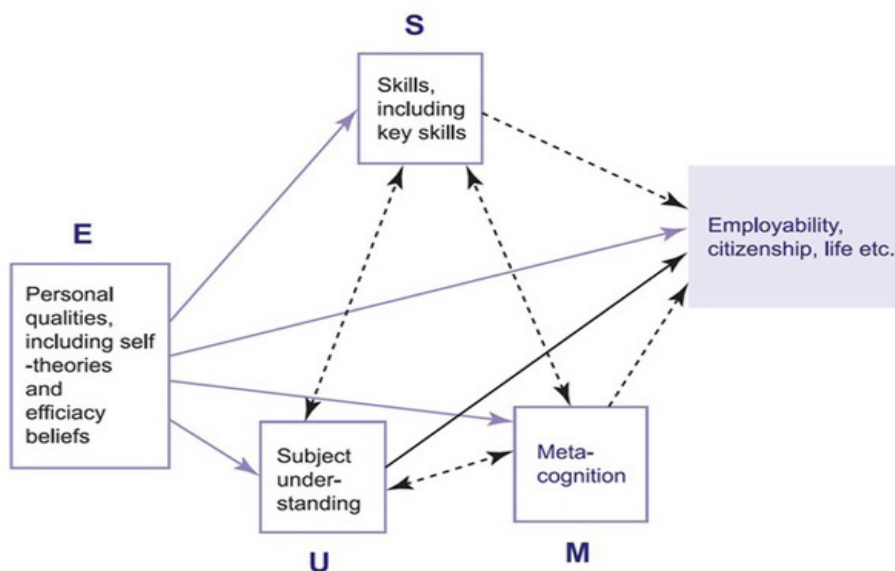 S
Skills,
including
key skills
Employability,
citizenship, life etc.
E
Personal
qualities,
including self
-theories
and
efficiacy
beliefs
Subject
under-
standing
U
Meta-
cognition
M